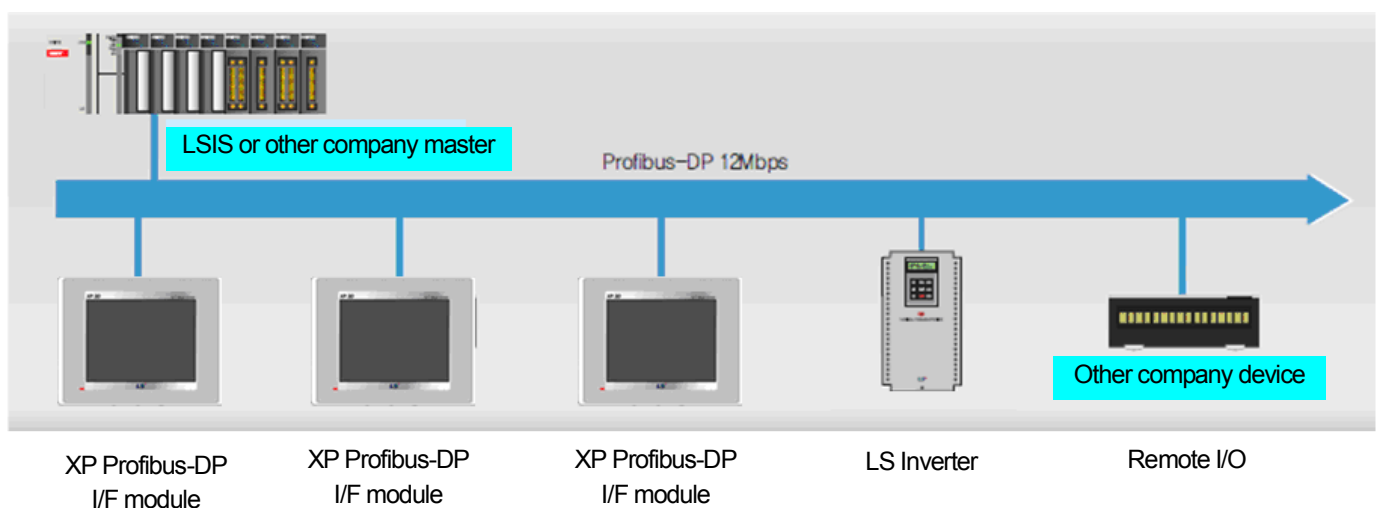 LSIS or other company master
Profibus-DP 12Mbps
Other company device
XP Profibus-DP
I/F module
XP Profibus-DP
I/F module
XP Profibus-DP
I/F module
LS Inverter
Remote I/O